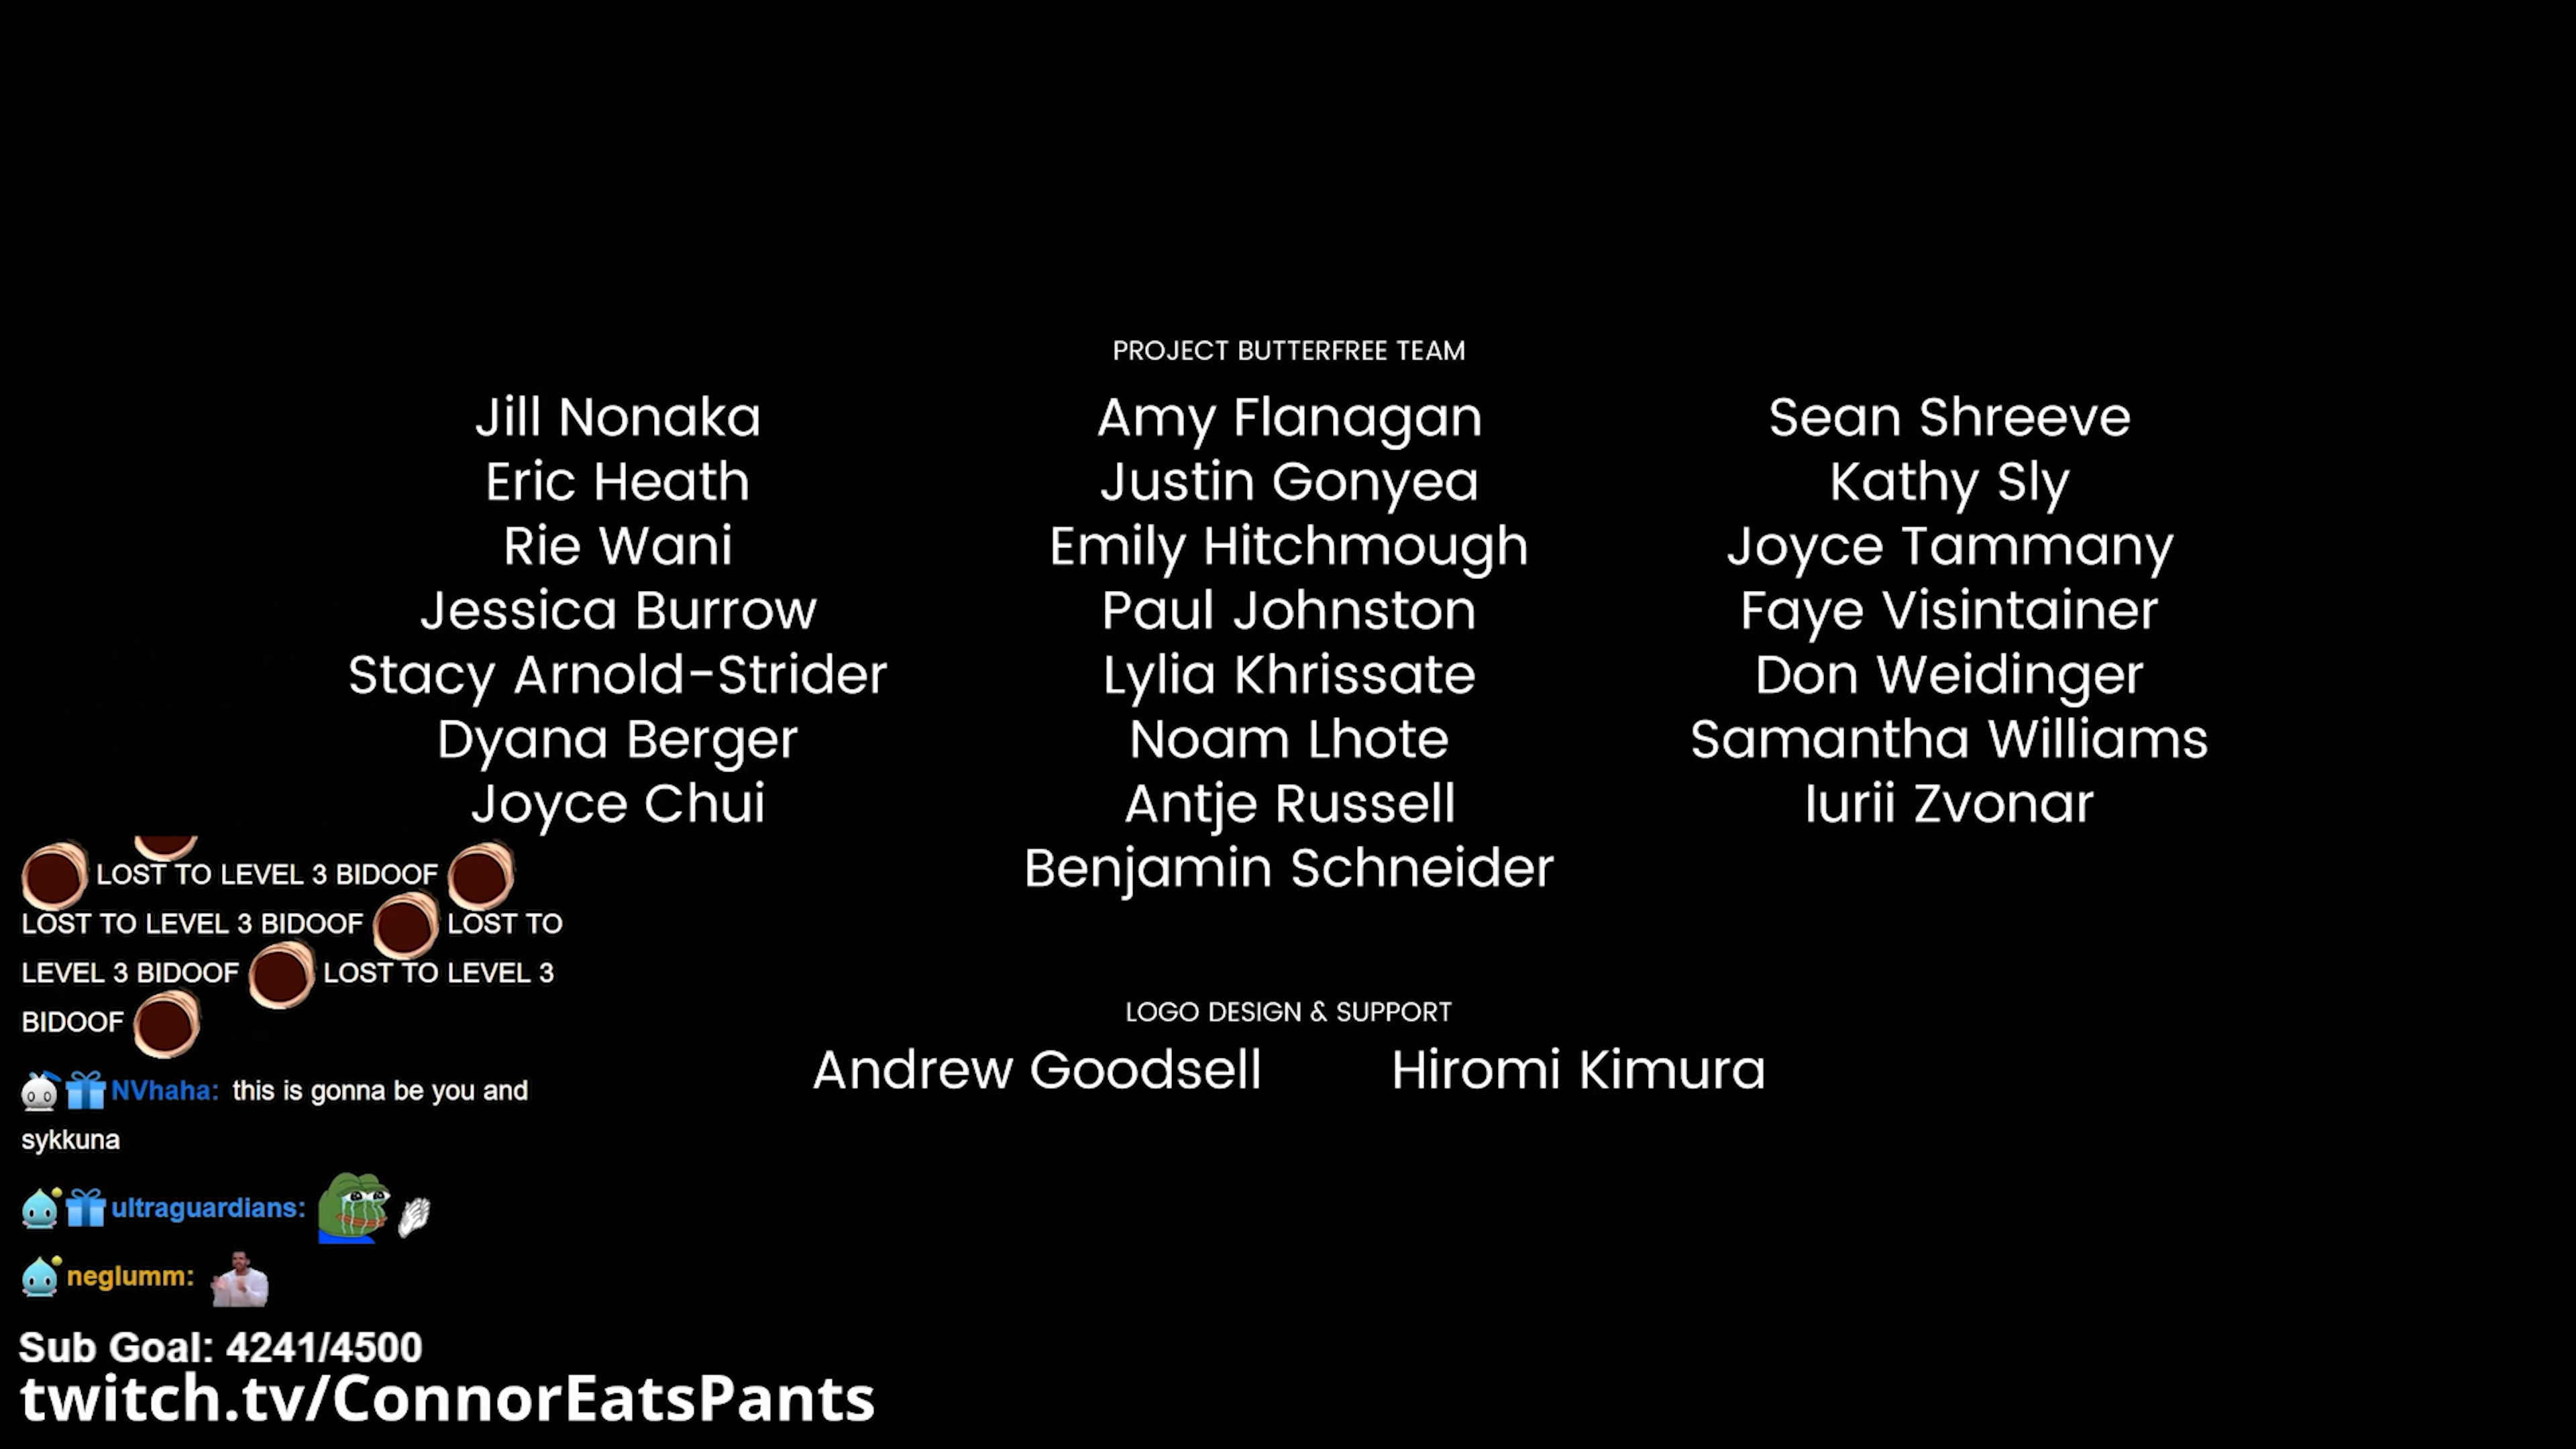 PROJECT BUTTERFREE TEAM
Jill Nonaka
Eric Heath
Rie Wani
Jessica Burrow
Stacy Arnold-Strider
Dyana Berger
Joyce Chui
Amy Flanagan
Justin Gonyea
Emily Hitchmough
Paul Johnston
Lylia Khrissate
Noam Lhote
Antje Russell
Benjamin Schneider
Sean Shreeve
Kathy Sly
Joyce Tammany
Faye Visintainer
Don Weidinger
Samantha Williams
Iurii Zvonar
LOGO DESIGN & SUPPORT
Andrew Goodsell
Hiromi Kimura
LOST TO LEVEL 3 BIDOOF
LOST TO LEVEL 3 BIDOOF LOST TO
LEVEL 3 BIDOOF LOST TO LEVEL 3
BIDOOF
NVhaha: this is gonna be you and
sykkuna
ultraguardians:
neglumm:
Sub Goal: 4241/4500
twitch.tv/ConnorEatsPants